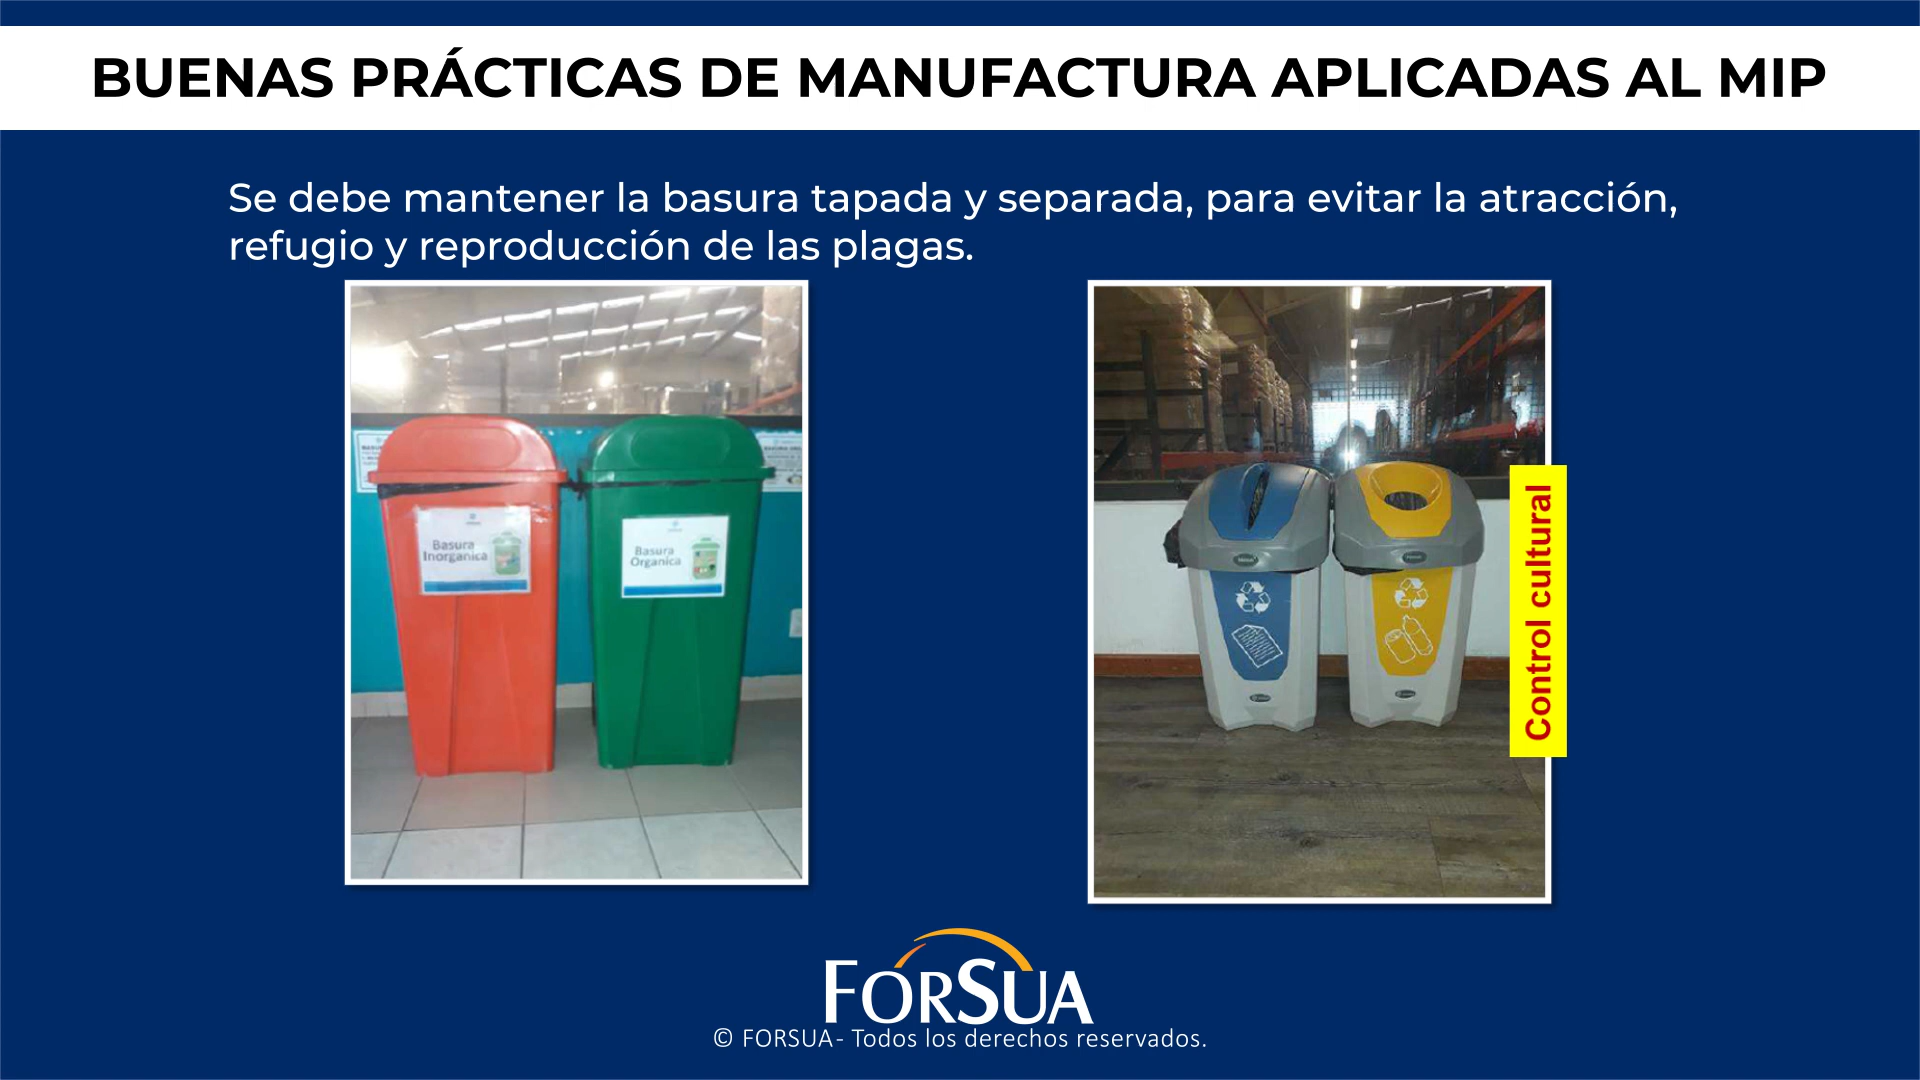 BUENAS PRÁCTICAS DE MANUFACTURA APLICADAS AL MIP
Se debe mantener la basura tapada y separada, para evitar la atracción,
refugio y reproducción de las plagas.
Basura
Inorganica
Basura
Organica
Control cultural
FORSUA
© FORSUA- Todos los derechos reservados.